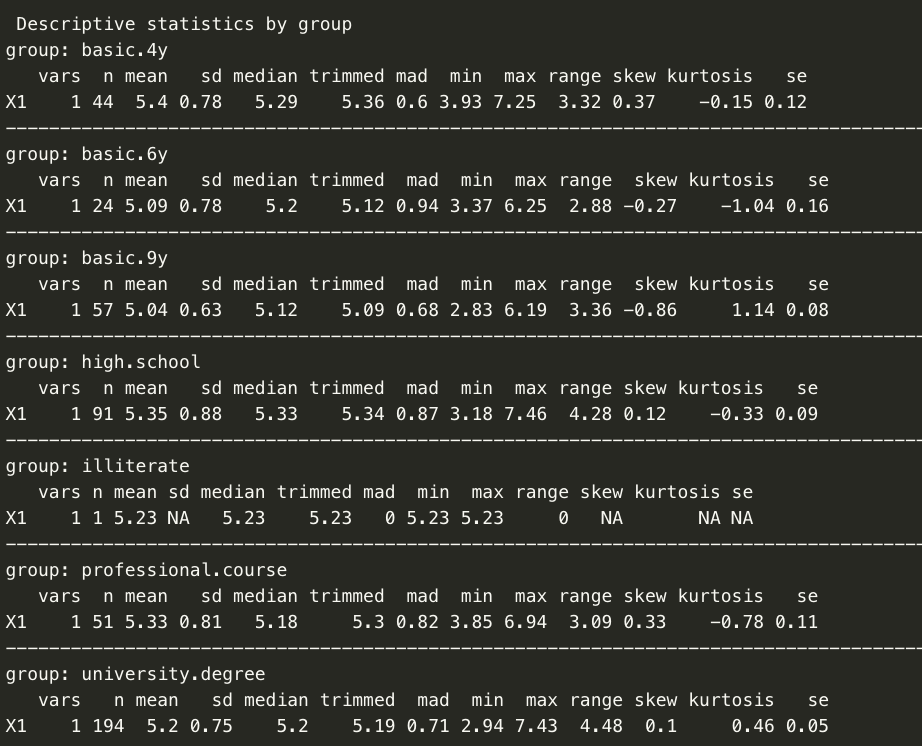 Descriptive statistics by group
group: basic.4y
   vars  n mean   sd median trimmed mad  min  max range skew kurtosis   se
X1    1 44  5.4 0.78   5.29    5.36 0.6 3.93 7.25  3.32 0.37    −0.15 0.12
−−−−−−−−−−−−−−−−−−−−−−−−−−−−−−−−−−−−−−−−−−−−−−−−−−−−−−−−−−−−−−−−−−−−−−−−−−−−−−−−−−−−−
group: basic.6y
   vars  n mean   sd median trimmed  mad  min  max range  skew kurtosis   se
X1    1 24 5.09 0.78    5.2    5.12 0.94 3.37 6.25  2.88 −0.27    −1.04 0.16
−−−−−−−−−−−−−−−−−−−−−−−−−−−−−−−−−−−−−−−−−−−−−−−−−−−−−−−−−−−−−−−−−−−−−−−−−−−−−−−−−−−−−
group: basic.9y
   vars  n mean   sd median trimmed  mad  min  max range  skew kurtosis   se
X1    1 57 5.04 0.63   5.12    5.09 0.68 2.83 6.19  3.36 −0.86     1.14 0.08
−−−−−−−−−−−−−−−−−−−−−−−−−−−−−−−−−−−−−−−−−−−−−−−−−−−−−−−−−−−−−−−−−−−−−−−−−−−−−−−−−−−−−
group: high.school
   vars  n mean   sd median trimmed  mad  min  max range skew kurtosis   se
X1    1 91 5.35 0.88   5.33    5.34 0.87 3.18 7.46  4.28 0.12    −0.33 0.09
−−−−−−−−−−−−−−−−−−−−−−−−−−−−−−−−−−−−−−−−−−−−−−−−−−−−−−−−−−−−−−−−−−−−−−−−−−−−−−−−−−−−−
group: illiterate
   vars n mean sd median trimmed mad  min  max range skew kurtosis se
X1    1 1 5.23 NA   5.23    5.23   0 5.23 5.23     0   NA       NA NA
−−−−−−−−−−−−−−−−−−−−−−−−−−−−−−−−−−−−−−−−−−−−−−−−−−−−−−−−−−−−−−−−−−−−−−−−−−−−−−−−−−−−−
group: professional.course
   vars  n mean   sd median trimmed  mad  min  max range skew kurtosis   se
X1    1 51 5.33 0.81   5.18     5.3 0.82 3.85 6.94  3.09 0.33    −0.78 0.11
−−−−−−−−−−−−−−−−−−−−−−−−−−−−−−−−−−−−−−−−−−−−−−−−−−−−−−−−−−−−−−−−−−−−−−−−−−−−−−−−−−−−−
group: university.degree
   vars   n mean   sd median trimmed  mad  min  max range skew kurtosis   se
X1    1 194  5.2 0.75    5.2    5.19 0.71 2.94 7.43  4.48  0.1     0.46 0.05